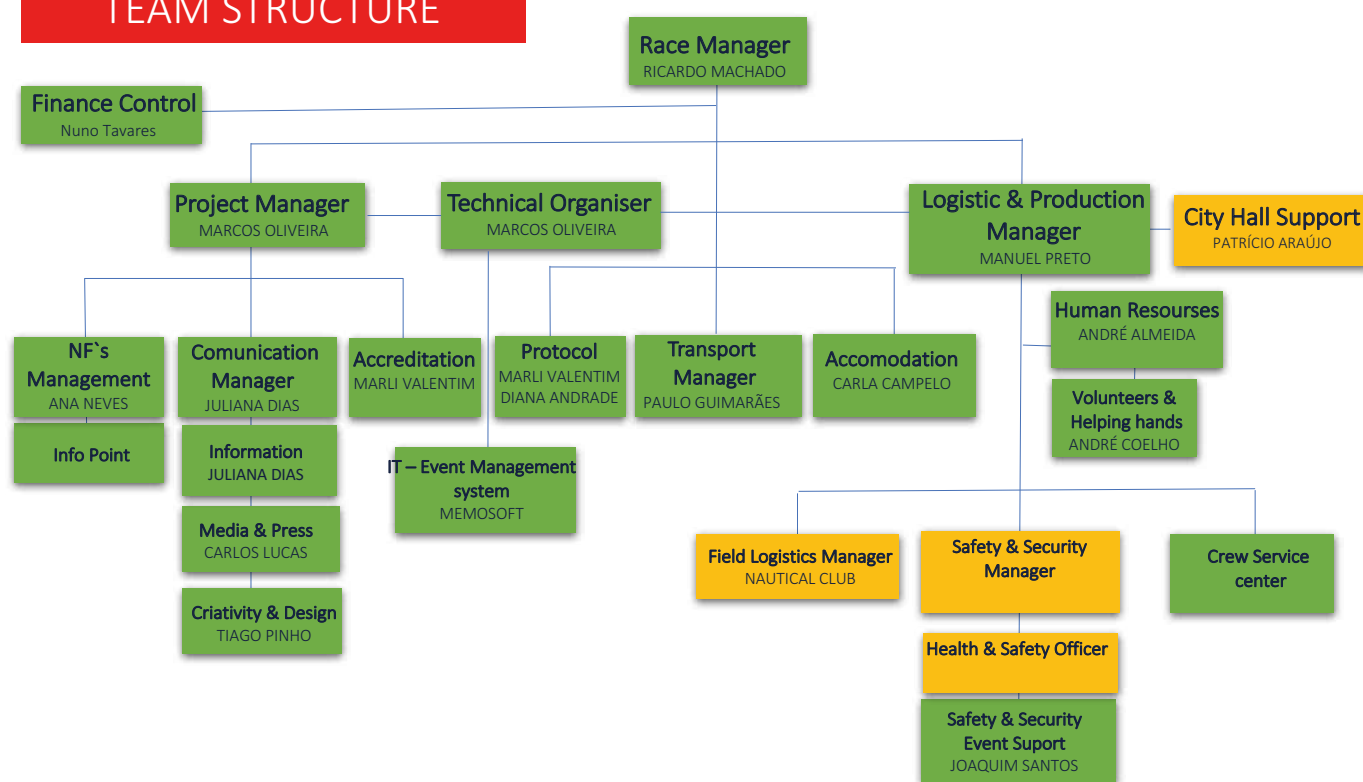 TEAM STRUCTURE
Race Manager
RICARDO MACHADO
Finance Control
Nuno Tavares
Project Manager
MARCOS OLIVEIRA
Technical Organiser
MARCOS OLIVEIRA
Logistic & Production
Manager
MANUEL PRETO
City Hall Support
PATRÍCIO ARAÚJO
Human Resourses
ANDRÉ ALMEIDA
Volunteers &
Helping hands
ANDRÉ COELHO
NF`s
Management
ANA NEVES
Info Point
Comunication
Manager
JULIANA DIAS
Information
JULIANA DIAS
Media & Press
CARLOS LUCAS
Criativity & Design
TIAGO PINHO
Accreditation
MARLI VALENTIM
Protocol
MARLI VALENTIM
DIANA ANDRADE
Transport
Manager
PAULO GUIMARÃES
Accomodation
CARLA CAMPELO
IT – Event Management
system
MEMOSOFT
Field Logistics Manager
NAUTICAL CLUB
Safety & Security
Manager
Crew Service
center
Health & Safety Officer
Safety & Security
Event Suport
JOAQUIM SANTOS